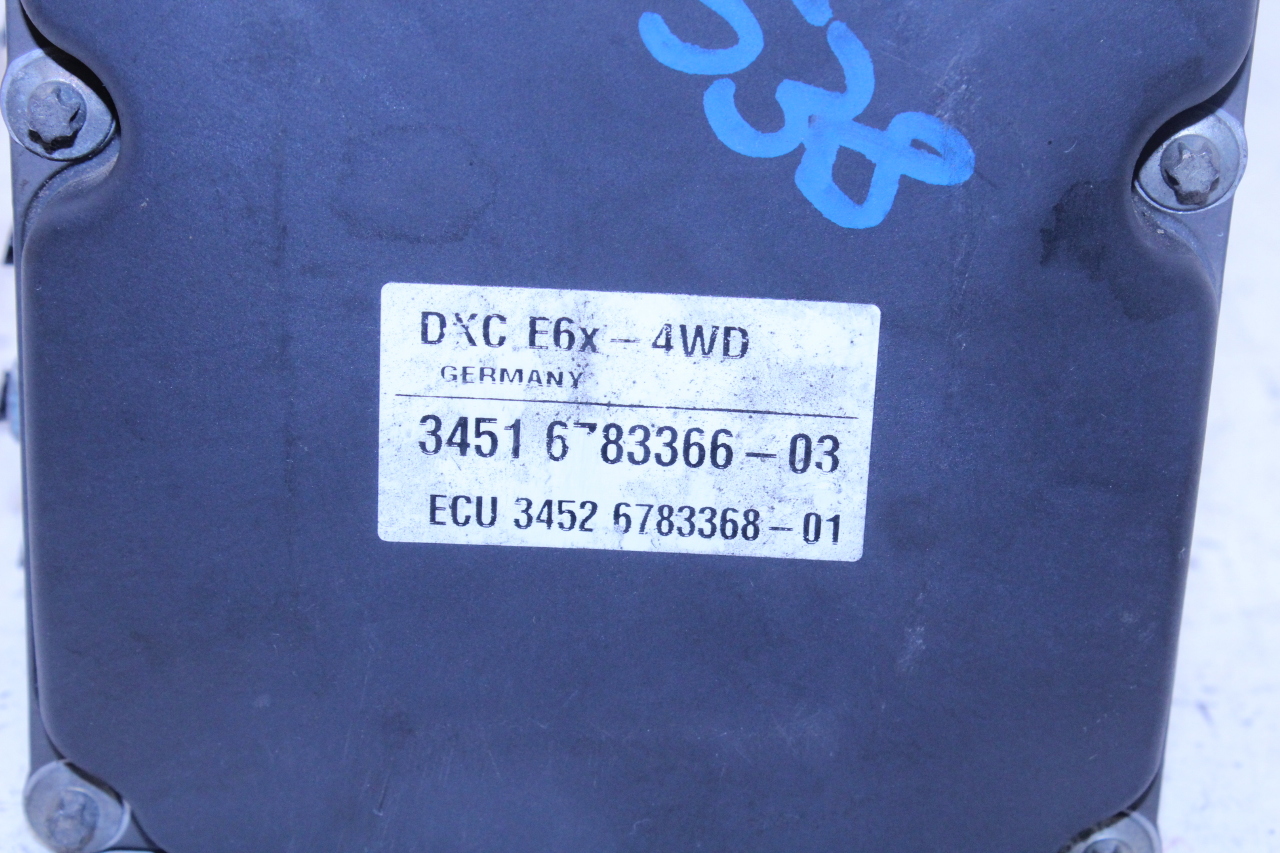 DXC E6x - 4WD
GERMANY
3451 6783366 - 03
ECU 3452 6783368 - 01